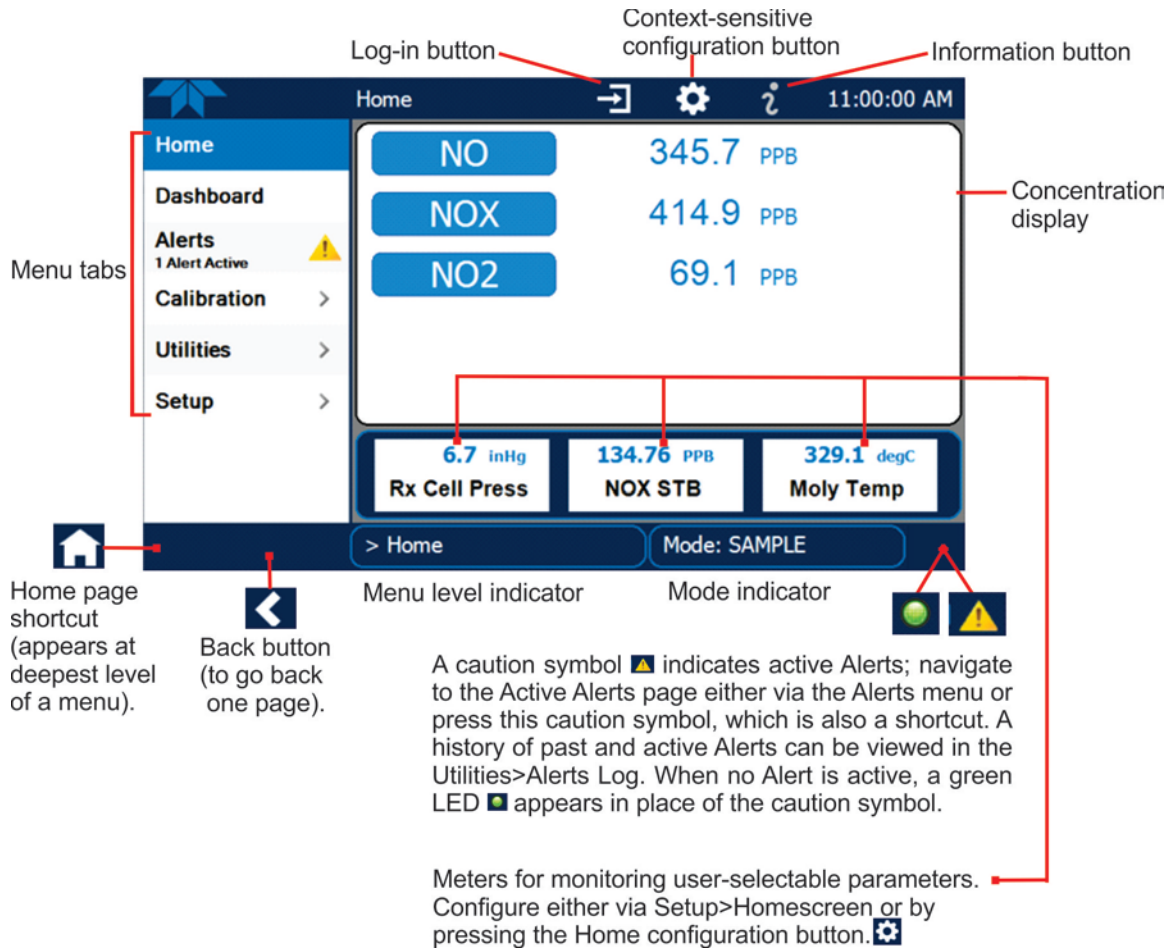 Context-sensitive
configuration button
Log-in button
Information button
Home
11:00:00 AM
Home
Dashboard
Alerts
1 Alert Active
Calibration >
Utilities >
Setup >
Menu tabs
NO 345.7 PPB
NOX 414.9 PPB
NO2 69.1 PPB
Concentration
display
6.7 inHg
Rx Cell Press
134.76 PPB
NOX STB
329.1 degC
Moly Temp
> Home
Mode: SAMPLE
Home page
shortcut
(appears at
deepest level
of a menu).
Back button
(to go back
one page).
Menu level indicator
Mode indicator
A caution symbol indicates active Alerts; navigate
to the Active Alerts page either via the Alerts menu or
press this caution symbol, which is also a shortcut. A
history of past and active Alerts can be viewed in the
Utilities>Alerts Log. When no Alert is active, a green
LED appears in place of the caution symbol.
Meters for monitoring user-selectable parameters.
Configure either via Setup>Homescreen or by
pressing the Home configuration button.